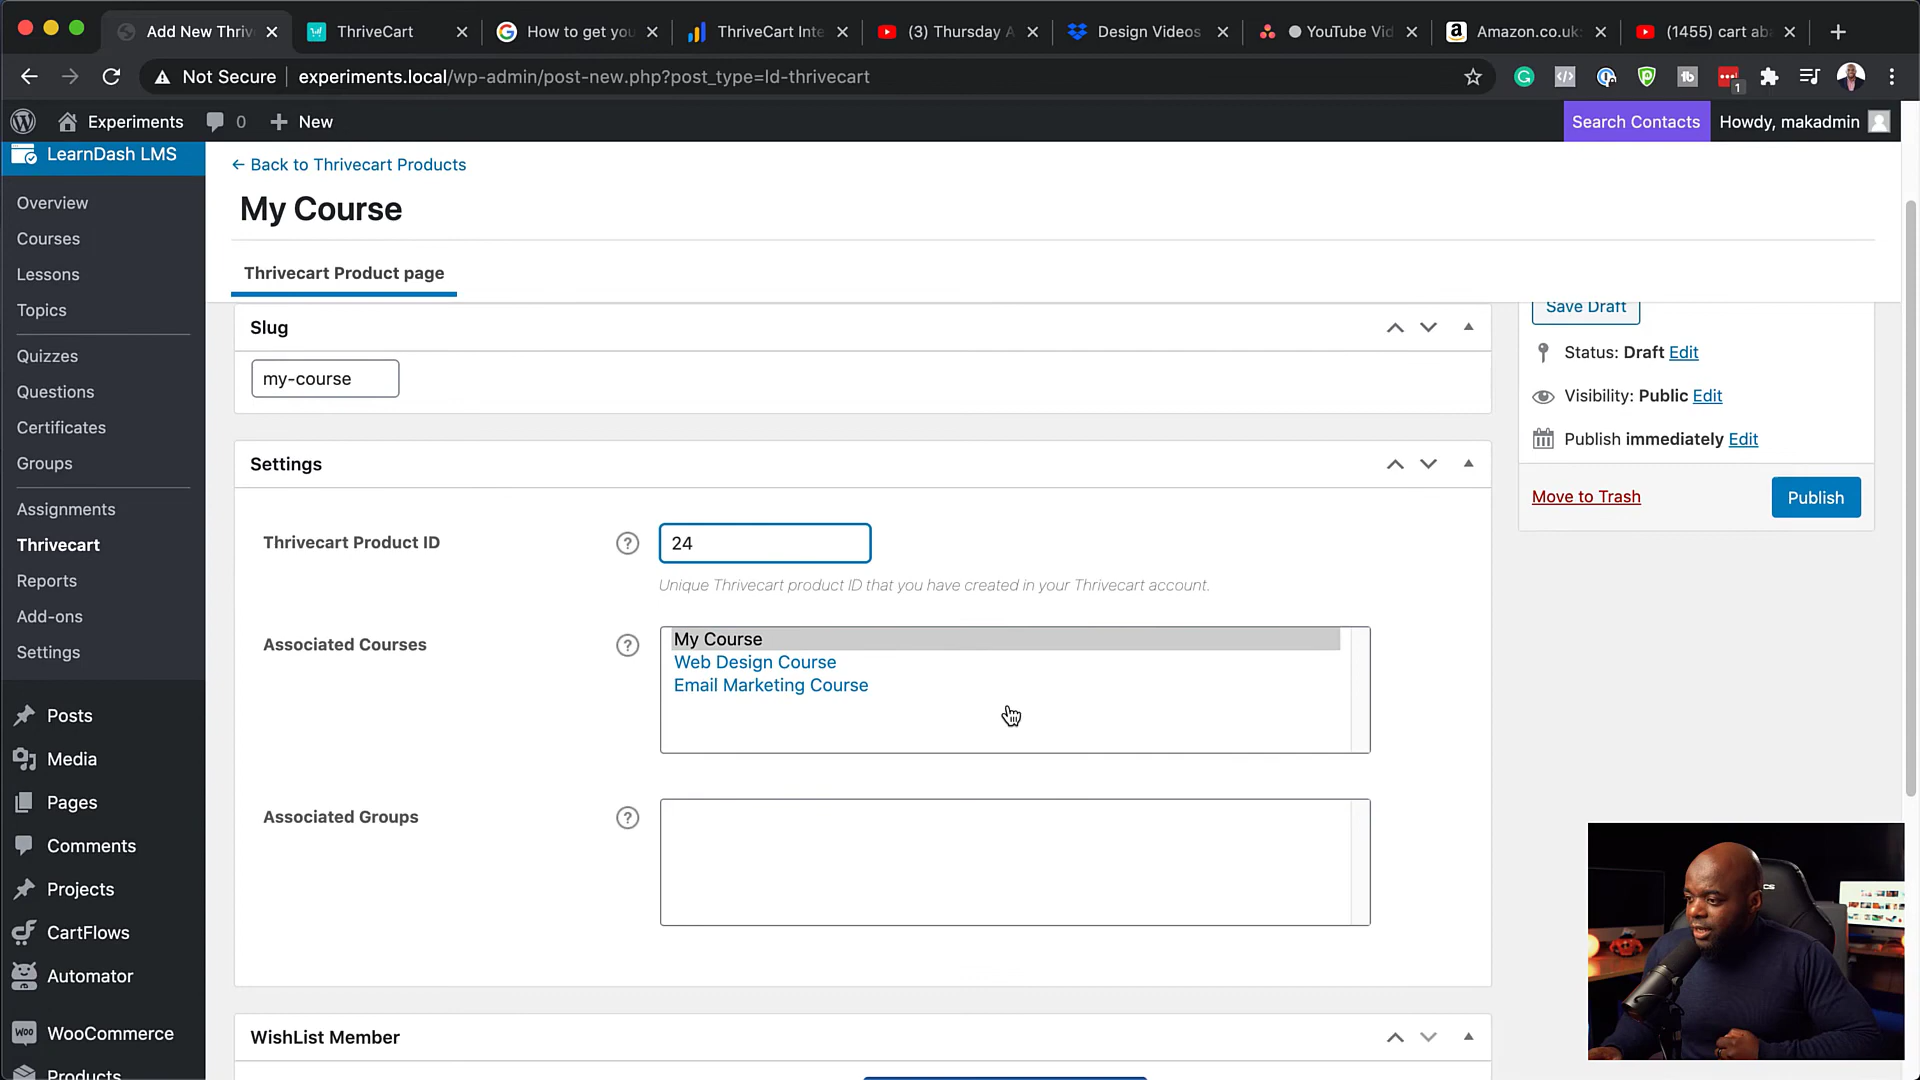 Add New Thriv
ThriveCart
How to get you
ThriveCart Inte
(3) Thursday A
Design Videos
YouTube Vid
Amazon.co.uk
(1455) cart aba
Not Secure
experiments.local/wp-admin/post-new.php?post_type=ld-thrivecart
1
Experiments
0
New
Search Contacts
Howdy, makadmin
LearnDash LMS
Overview
Courses
Lessons
Topics
Quizzes
Questions
Certificates
Groups
Assignments
Thrivecart
Reports
Add-ons
Settings
Posts
Media
Pages
Comments
Projects
CartFlows
Automator
WooCommerce
Products
← Back to Thrivecart Products
My Course
Thrivecart Product page
Slug
my-course
Settings
Thrivecart Product ID
24
Unique Thrivecart product ID that you have created in your Thrivecart account.
Associated Courses
My Course
Web Design Course
Email Marketing Course
Associated Groups
WishList Member
Save Draft
Status: Draft Edit
Visibility: Public Edit
Publish immediately Edit
Move to Trash
Publish